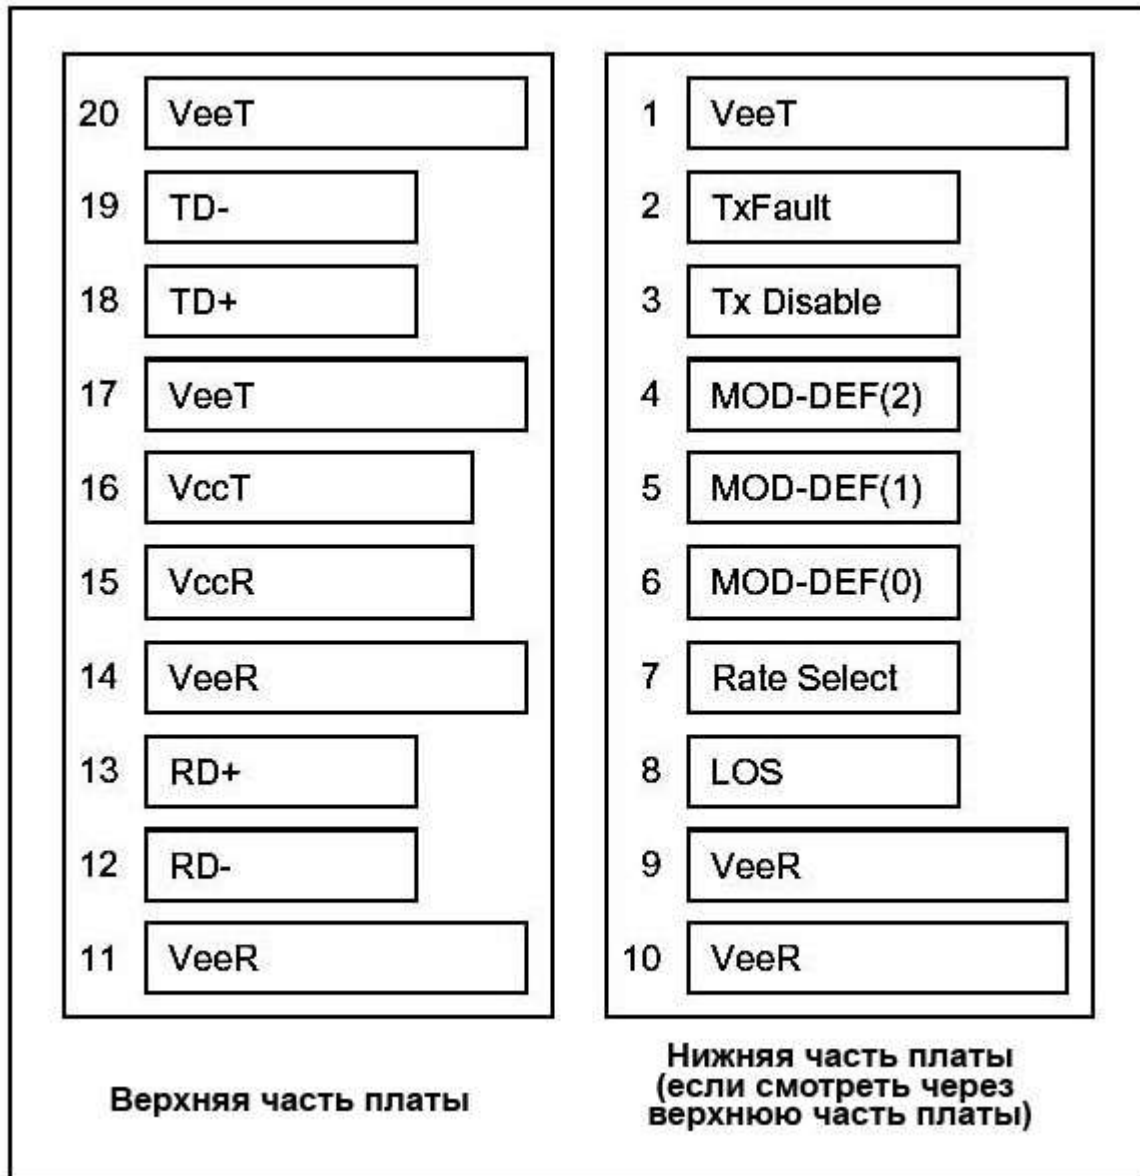 20 VeeT
19 TD-
18 TD+
17 VeeT
16 VccT
15 VccR
14 VeeR
13 RD+
12 RD-
11 VeeR
Верхняя часть платы
1 VeeT
2 TxFault
3 Tx Disable
4 MOD-DEF(2)
5 MOD-DEF(1)
6 MOD-DEF(0)
7 Rate Select
8 LOS
9 VeeR
10 VeeR
Нижняя часть платы
(если смотреть через
верхнюю часть платы)